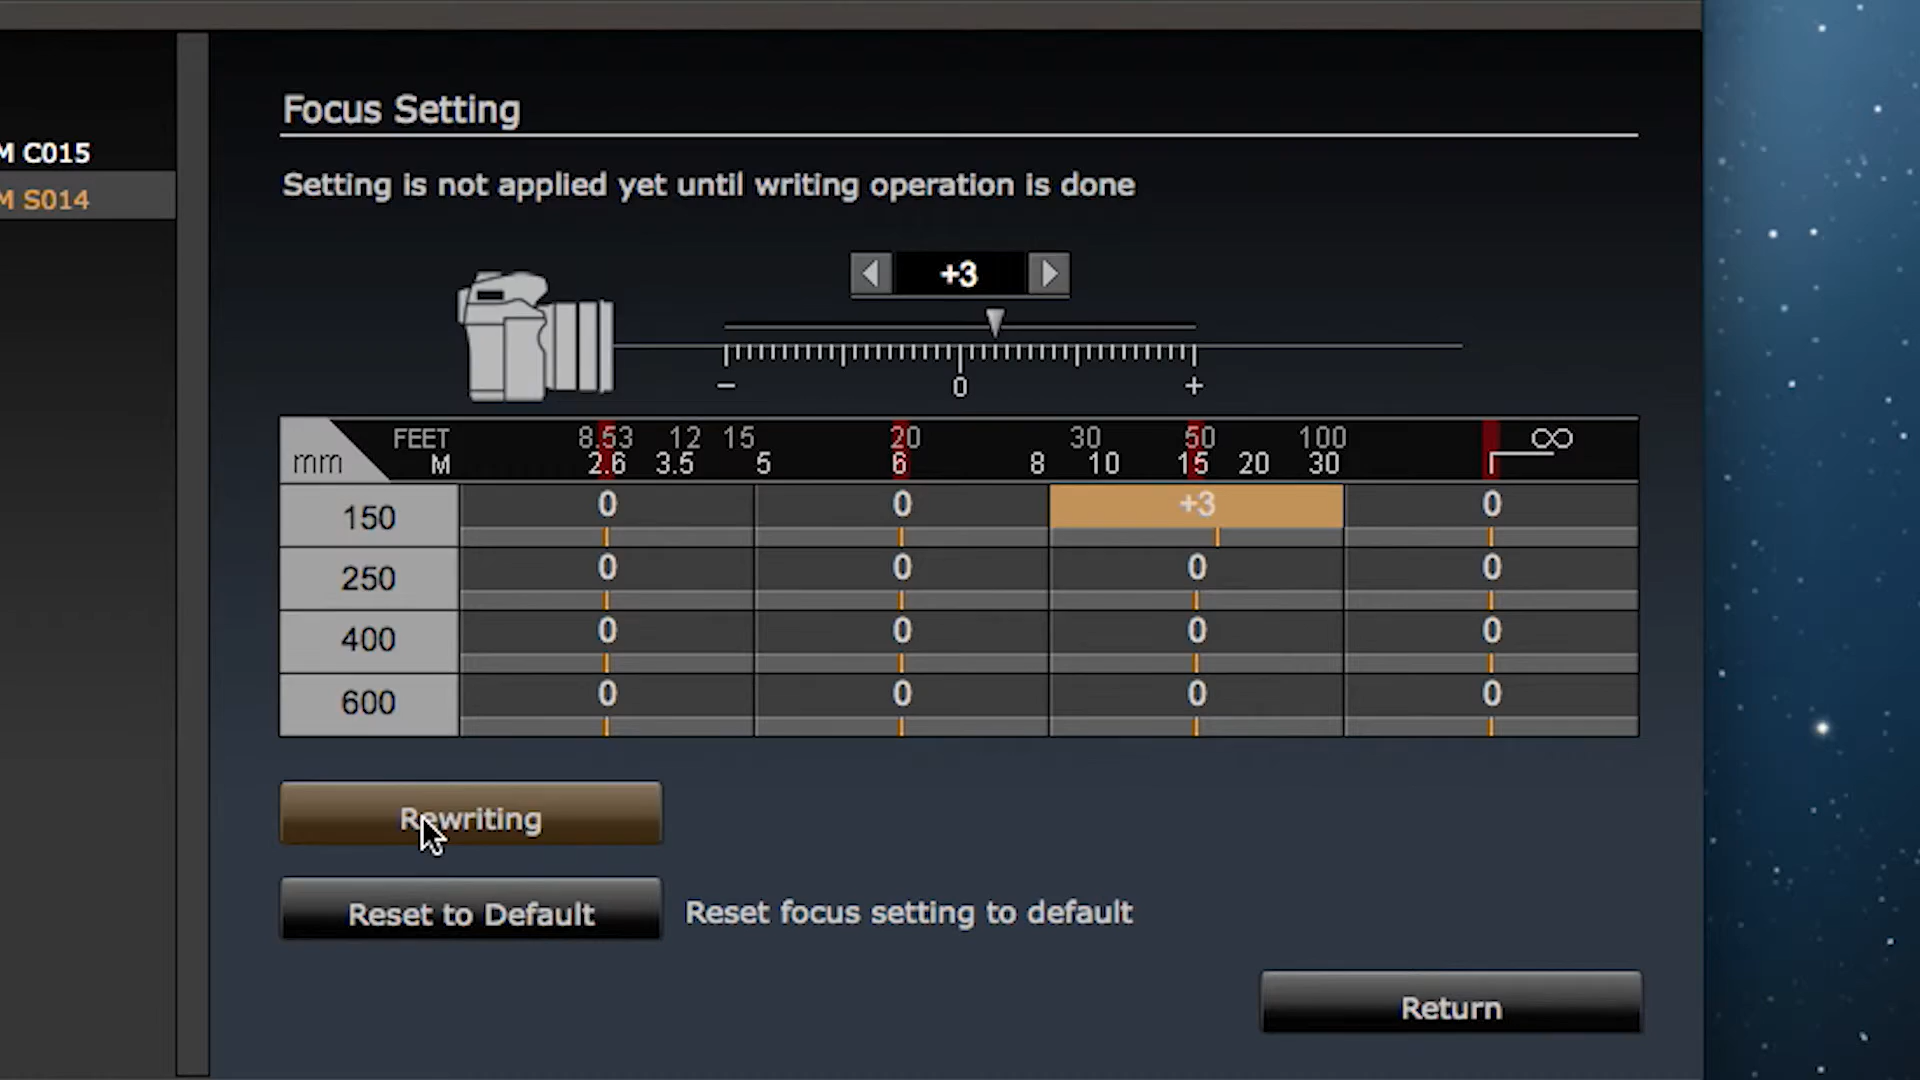 Focus Setting
M C015
Setting is not applied yet until writing operation is done
M S014
+3
− 0 +
FEET 8.53 12 15 20 30 50 100 ∞
mm M 2.6 3.5 5 6 8 10 15 20 30
150 0 0 +3 0
250 0 0 0 0
400 0 0 0 0
600 0 0 0 0
Rewriting
Reset to Default Reset focus setting to default
Return